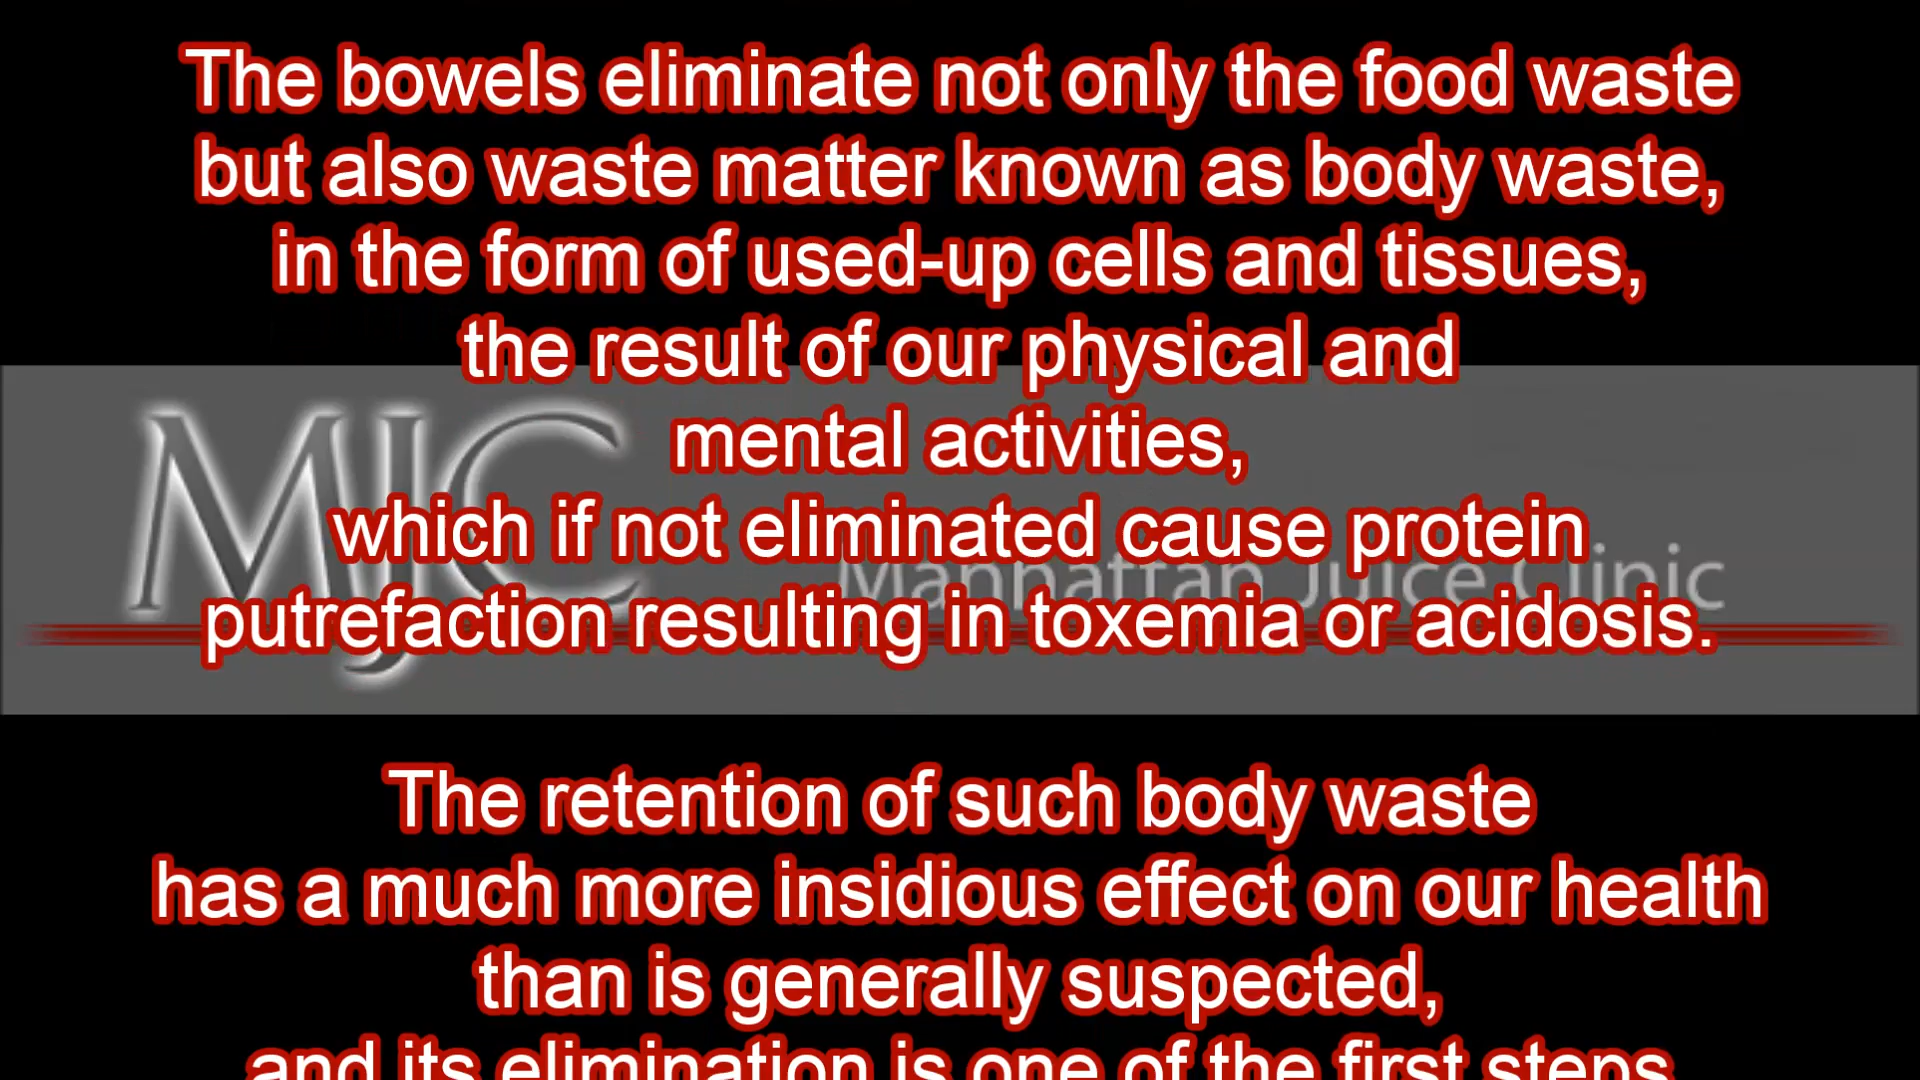 The bowels eliminate not only the food waste
but also waste matter known as body waste,
in the form of used-up cells and tissues,
the result of our physical and
mental activities,
which if not eliminated cause protein
putrefaction resulting in toxemia or acidosis.
MJC
Manhattan Juice Clinic
The retention of such body waste
has a much more insidious effect on our health
than is generally suspected,
and its elimination is one of the first steps